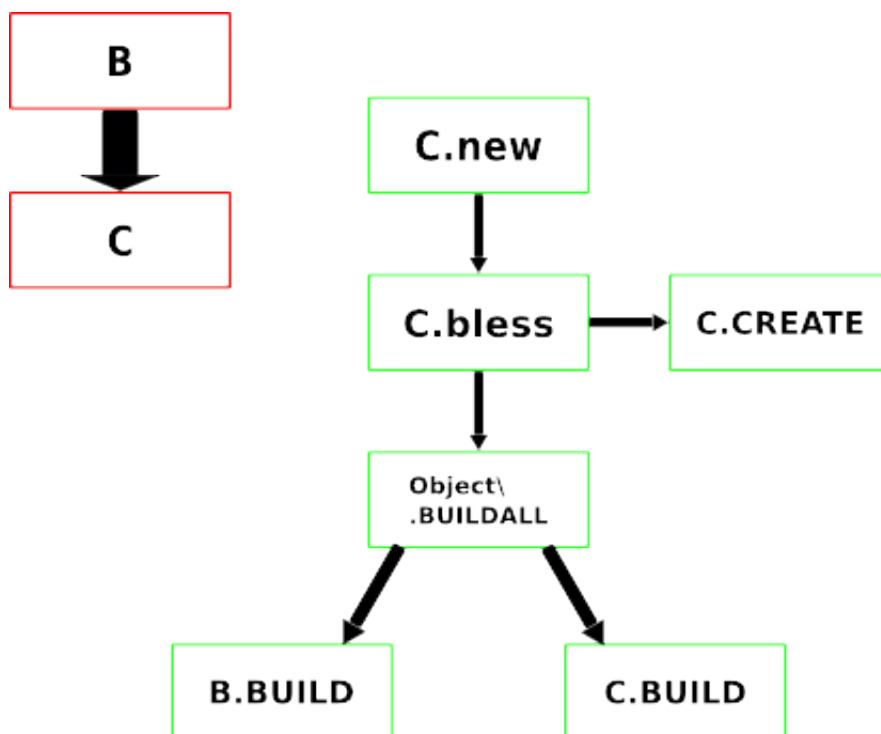 B
C
C.new
C.bless
C.CREATE
Object\
.BUILDALL
B.BUILD
C.BUILD